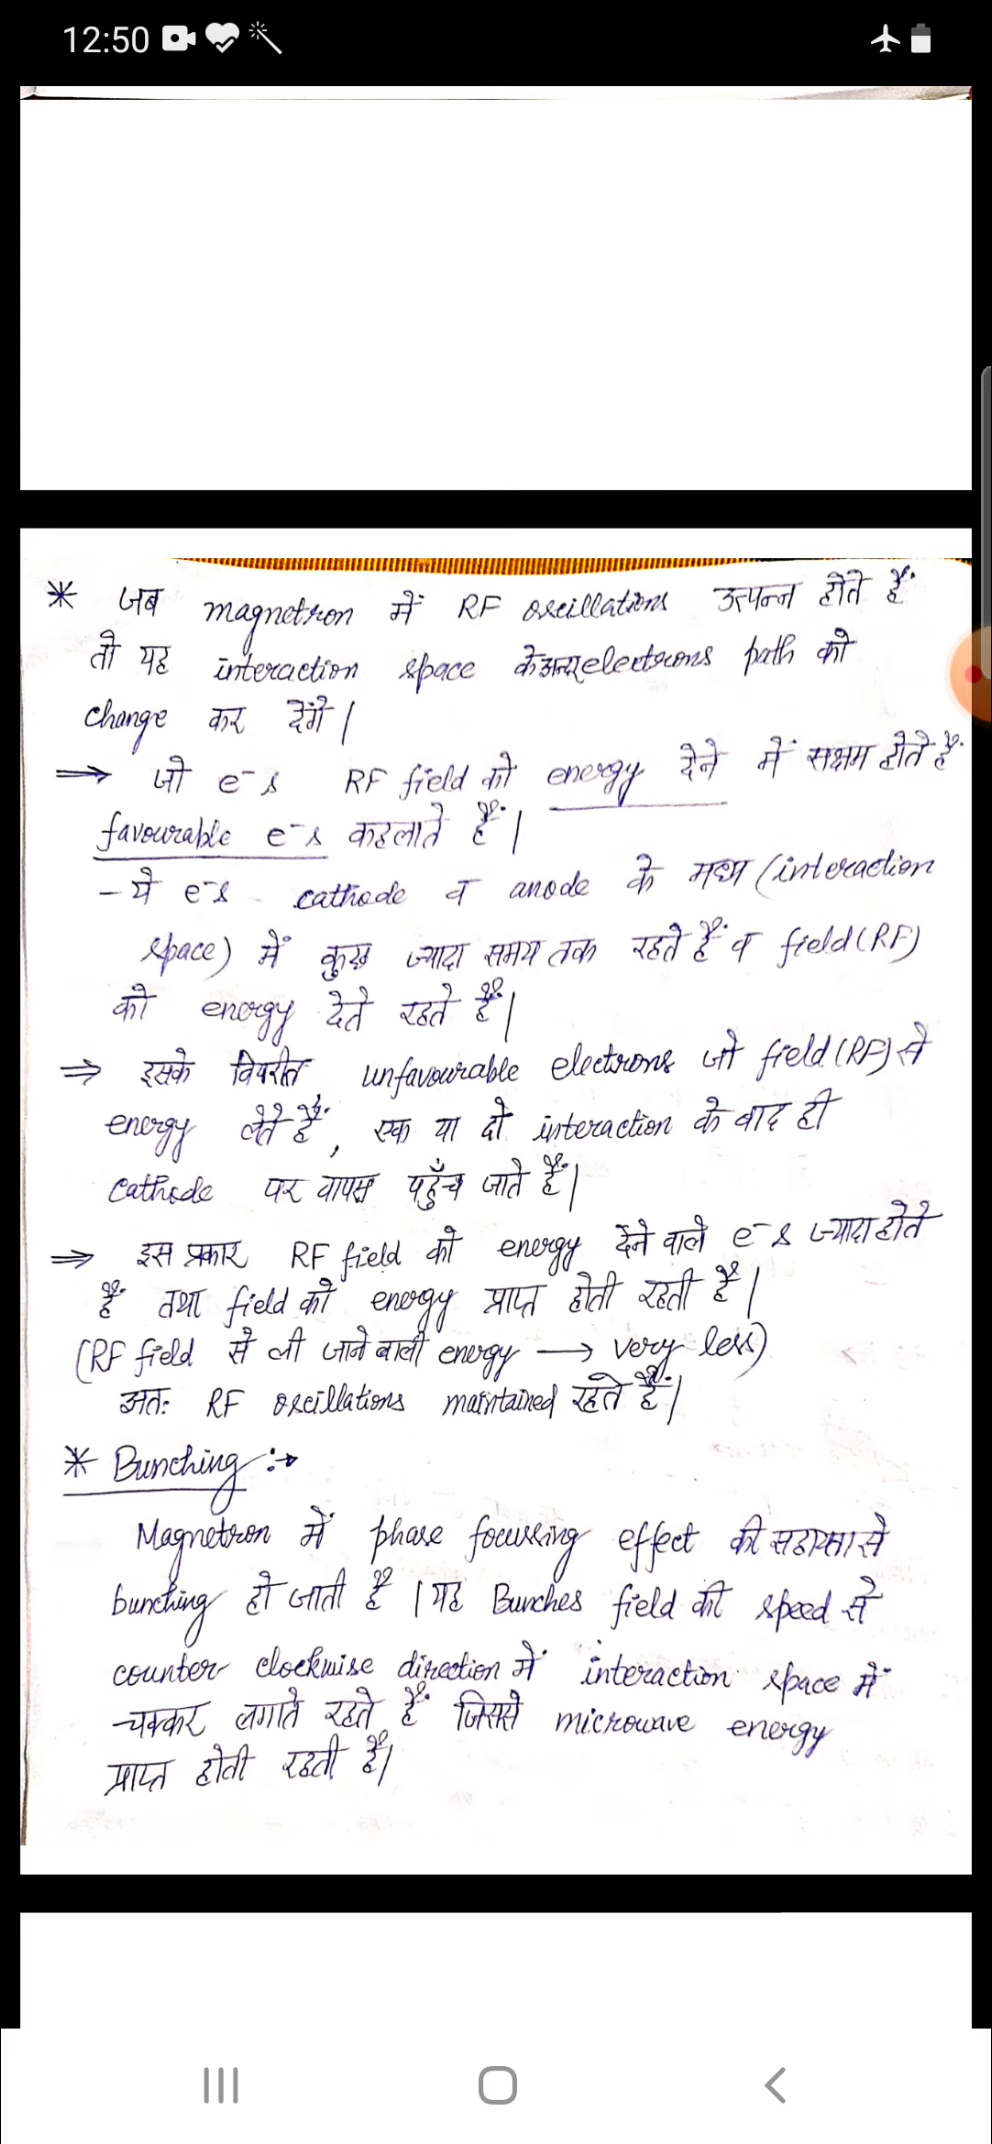 12:50
* जब magnetron में RF oscillations उत्पन्न होते हैं
तो यह interaction space के अन्दर electrons path को
change कर देंगे |
⇒ जो e⁻s RF field को energy देने में सक्षम होते हैं
favourable e⁻s कहलाते हैं |
- ये e⁻s cathode व anode के मध्य (interaction
space) में कुछ ज्यादा समय तक रहते हैं व field (RF)
को energy देते रहते हैं |
⇒ इसके विपरीत unfavourable electrons जो field (RF) से
energy लेते हैं, एक या दो interaction के बाद ही
cathode पर वापस पहुँच जाते हैं |
⇒ इस प्रकार RF field को energy देने वाले e⁻s ज्यादा होते
हैं तथा field को energy प्राप्त होती रहती है |
(RF field से ली जाने वाली energy → very less)
अतः RF oscillations maintained रहते हैं |
* Bunching :→
Magnetron में phase focussing effect की सहायता से
bunching हो जाती है | यह Bunches field की speed से
counter clockwise direction में interaction space में
चक्कर लगाते रहते हैं जिससे microwave energy
प्राप्त होती रहती हैं |